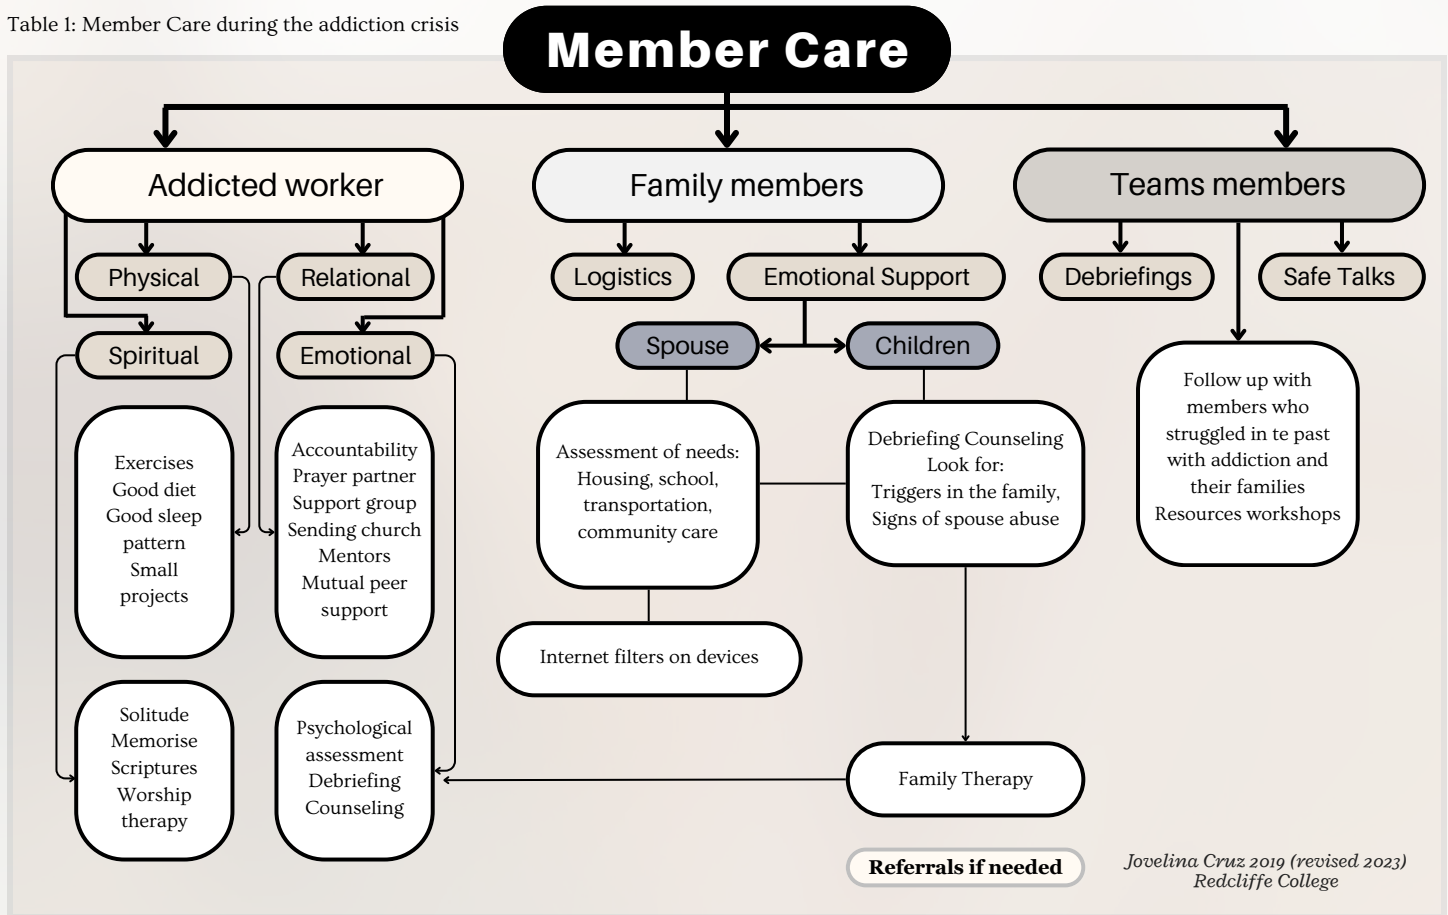 Table 1: Member Care during the addiction crisis
Member Care
Addicted worker
Family members
Teams members
Physical
Relational
Logistics
Emotional Support
Debriefings
Safe Talks
Spiritual
Emotional
Spouse
Children
Exercises
Good diet
Good sleep
pattern
Small
projects
Accountability
Prayer partner
Support group
Sending church
Mentors
Mutual peer
support
Assessment of needs:
Housing, school,
transportation,
community care
Debriefing Counseling
Look for:
Triggers in the family,
Signs of spouse abuse
Follow up with
members who
struggled in te past
with addiction and
their families
Resources workshops
Internet filters on devices
Solitude
Memorise
Scriptures
Worship
therapy
Psychological
assessment
Debriefing
Counseling
Family Therapy
Referrals if needed
Jovelina Cruz 2019 (revised 2023)
Redcliffe College